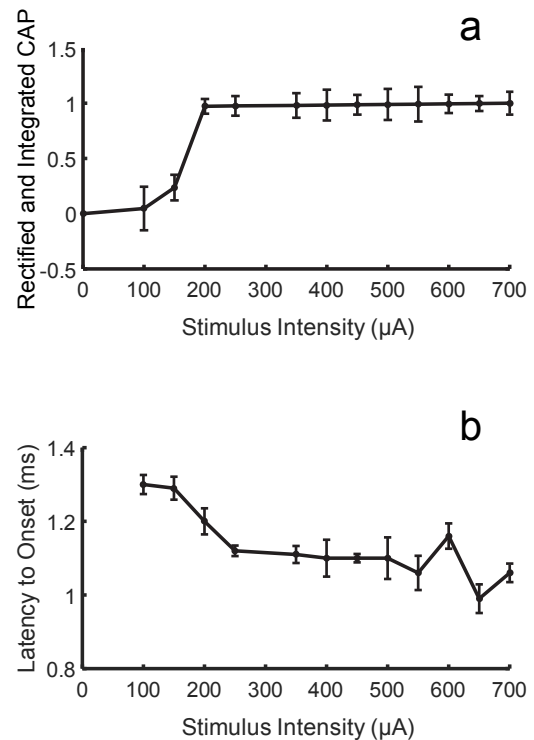 a
Rectified and Integrated CAP
1.5
1
0.5
0
-0.5
0 100 200 300 400 500 600 700
Stimulus Intensity (µA)
b
Latency to Onset (ms)
1.4
1.2
1
0.8
0 100 200 300 400 500 600 700
Stimulus Intensity (µA)